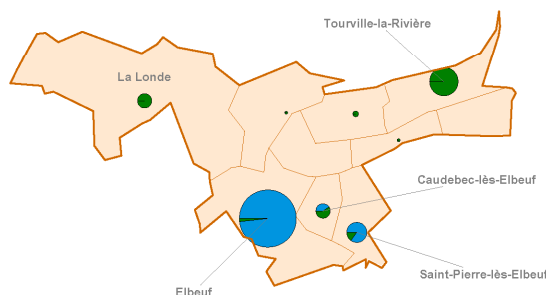 Tourville-la-Rivière
La Londe
Caudebec-lès-Elbeuf
Saint-Pierre-lès-Elbeuf
Elbeuf